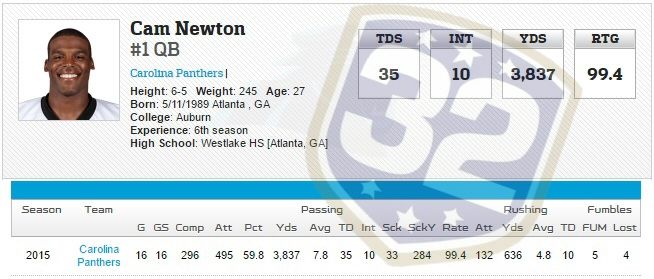 Cam Newton
#1 QB
Carolina Panthers |
Height: 6-5 Weight: 245 Age: 27
Born: 5/11/1989 Atlanta , GA
College: Auburn
Experience: 6th season
High School: Westlake HS [Atlanta, GA]
TDS INT YDS RTG
35 10 3,837 99.4
32
Season Team Passing Rushing Fumbles
G GS Comp Att Pct Yds Avg TD Int Sck SckY Rate Att Yds Avg TD FUM Lost
2015 Carolina Panthers 16 16 296 495 59.8 3,837 7.8 35 10 33 284 99.4 132 636 4.8 10 5 4